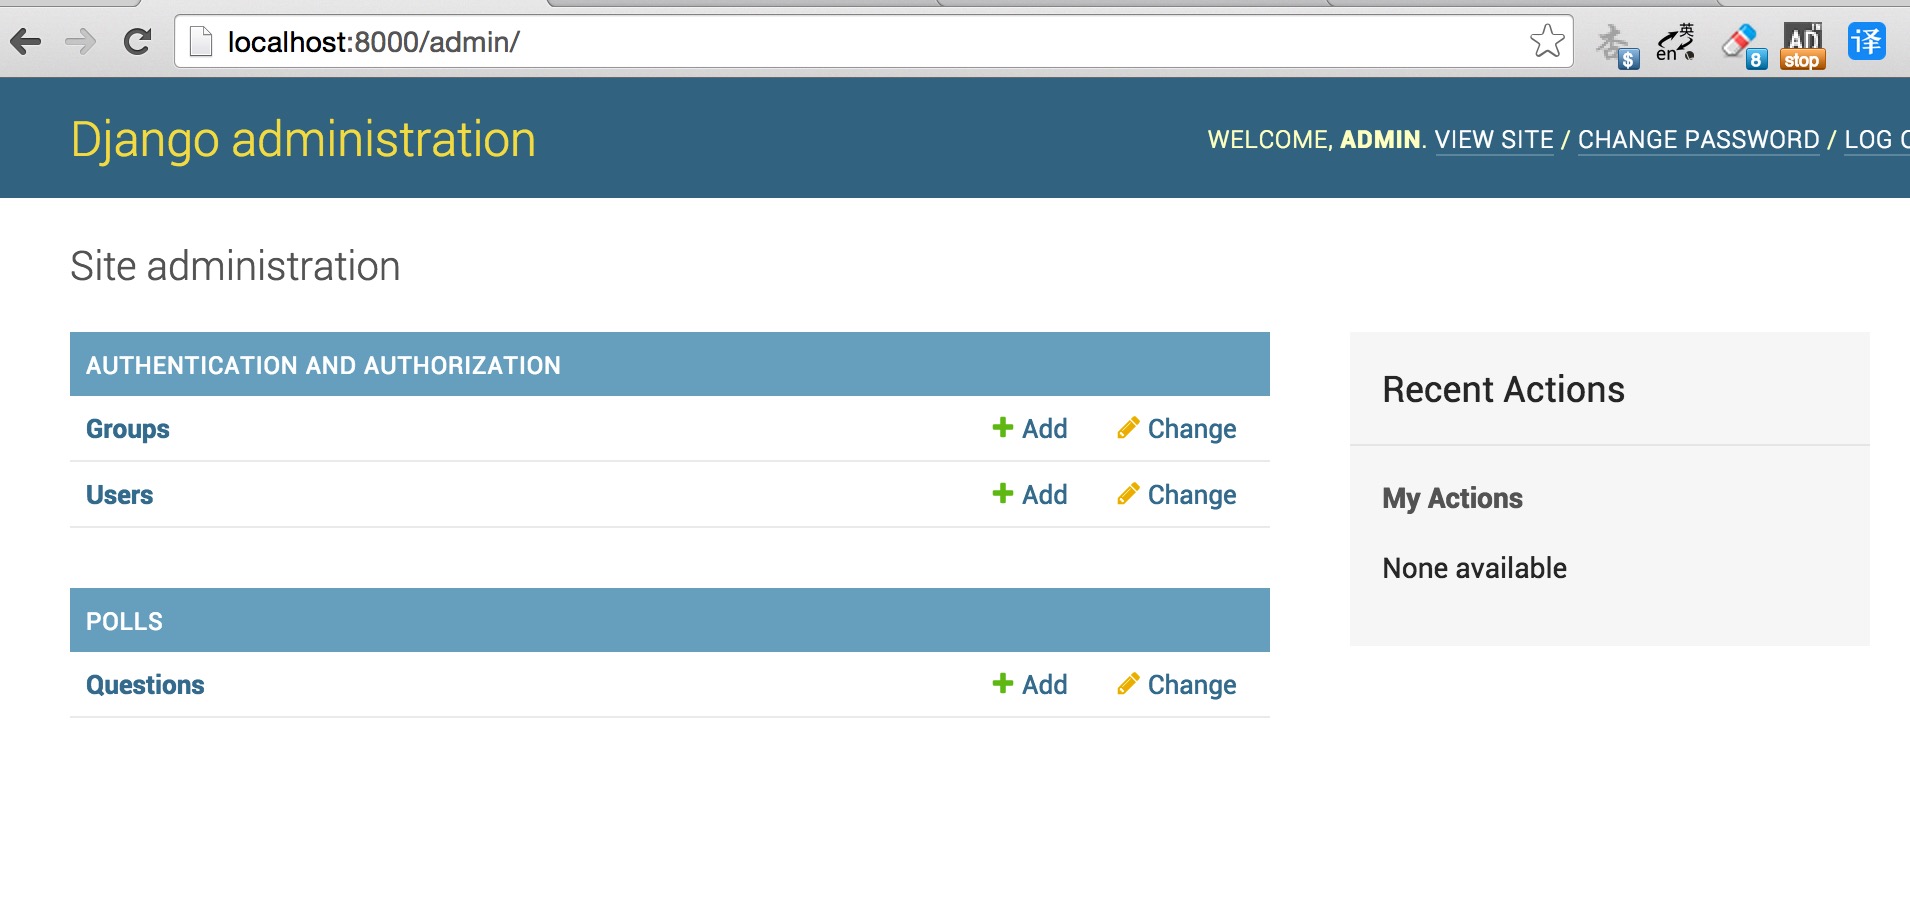 localhost:8000/admin/
杏 $
英
en
8
AD
stop
译
Django administration
WELCOME, ADMIN. VIEW SITE / CHANGE PASSWORD / LOG
Site administration
AUTHENTICATION AND AUTHORIZATION
Groups Add Change
Users Add Change
POLLS
Questions Add Change
Recent Actions
My Actions
None available